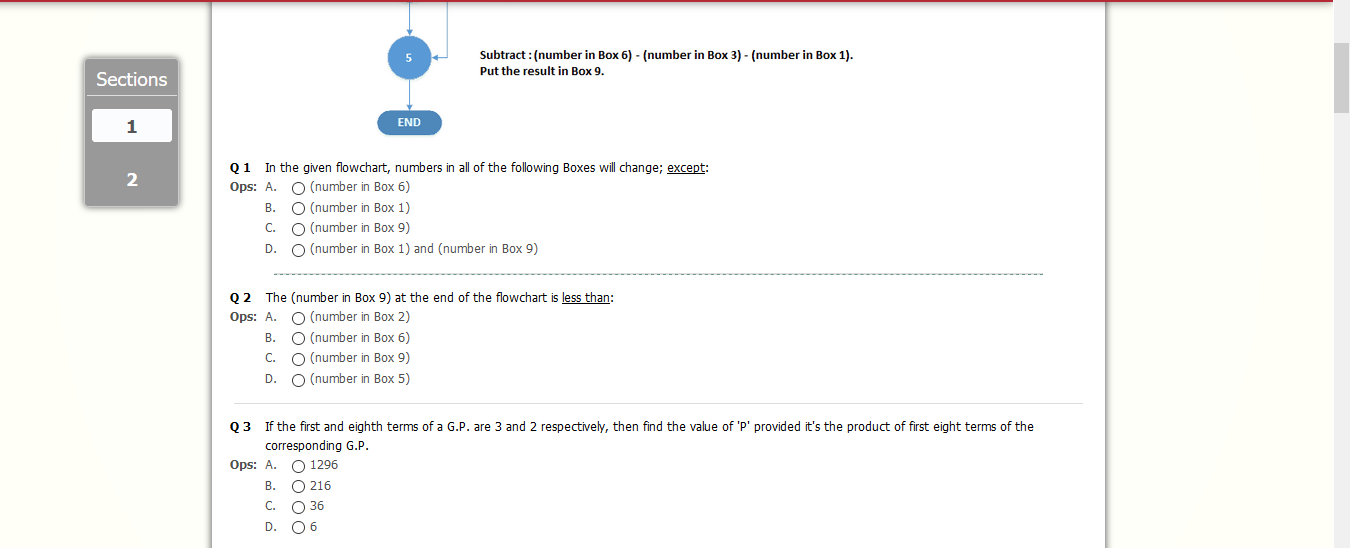 5
Subtract : (number in Box 6) - (number in Box 3) - (number in Box 1).
Put the result in Box 9.
END
Sections
1
2
Q 1 In the given flowchart, numbers in all of the following Boxes will change; except:
Ops: A. (number in Box 6)
B. (number in Box 1)
C. (number in Box 9)
D. (number in Box 1) and (number in Box 9)
Q 2 The (number in Box 9) at the end of the flowchart is less than:
Ops: A. (number in Box 2)
B. (number in Box 6)
C. (number in Box 9)
D. (number in Box 5)
Q 3 If the first and eighth terms of a G.P. are 3 and 2 respectively, then find the value of 'P' provided it's the product of first eight terms of the
corresponding G.P.
Ops: A. 1296
B. 216
C. 36
D. 6